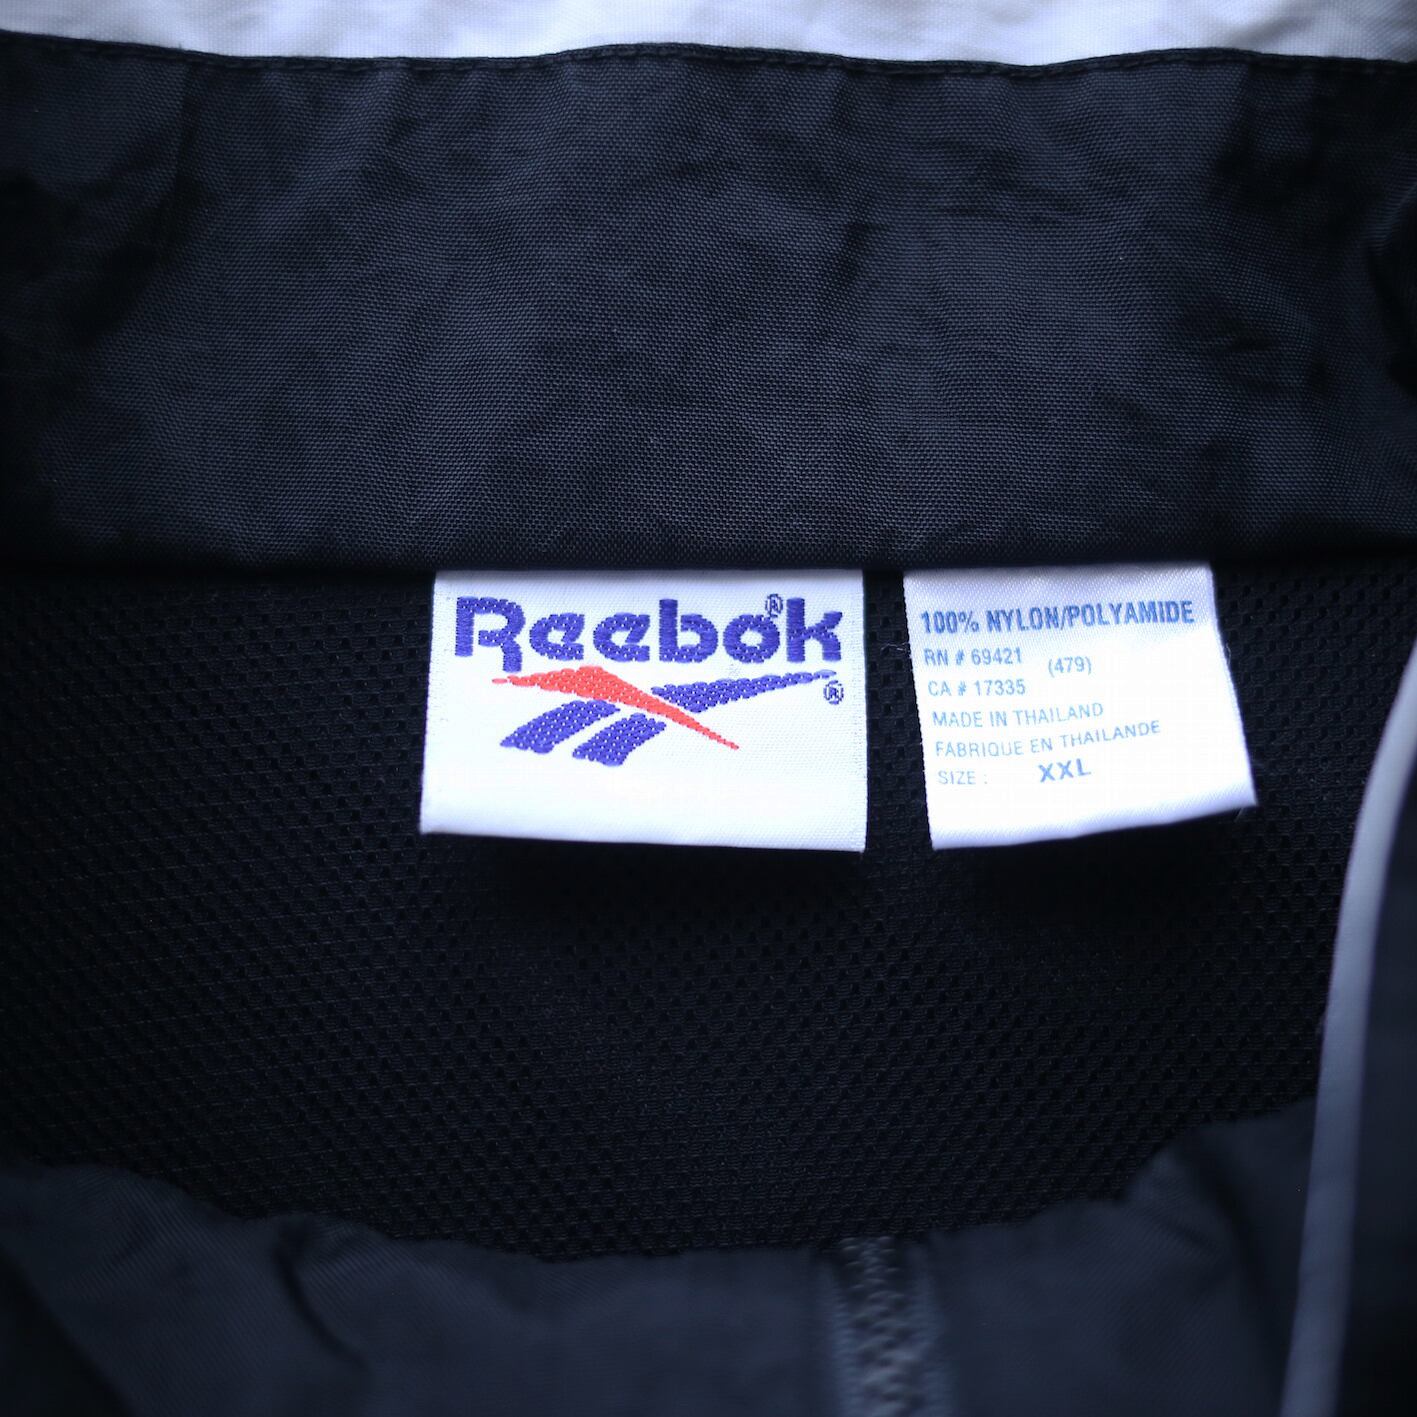 Reebok®
®
100% NYLON/POLYAMIDE
RN # 69421 (479)
CA # 17335
MADE IN THAILAND
FABRIQUE EN THAILANDE
SIZE : XXL